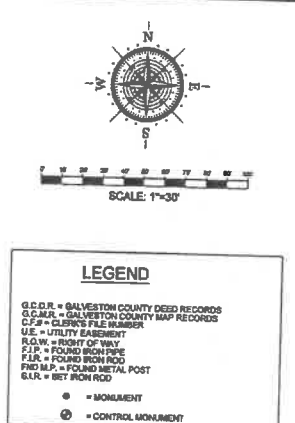 N
W
E
S
SCALE: 1"=30'
LEGEND
G.C.D.R. = GALVESTON COUNTY DEED RECORDS
G.C.M.R. = GALVESTON COUNTY MAP RECORDS
C.F.# = CLERK'S FILE NUMBER
U.E. = UTILITY EASEMENT
R.O.W. = RIGHT OF WAY
F.I.P. = FOUND IRON PIPE
F.I.R. = FOUND IRON ROD
FND M.P. = FOUND METAL POST
S.I.R. = SET IRON ROD
= MONUMENT
= CONTROL MONUMENT